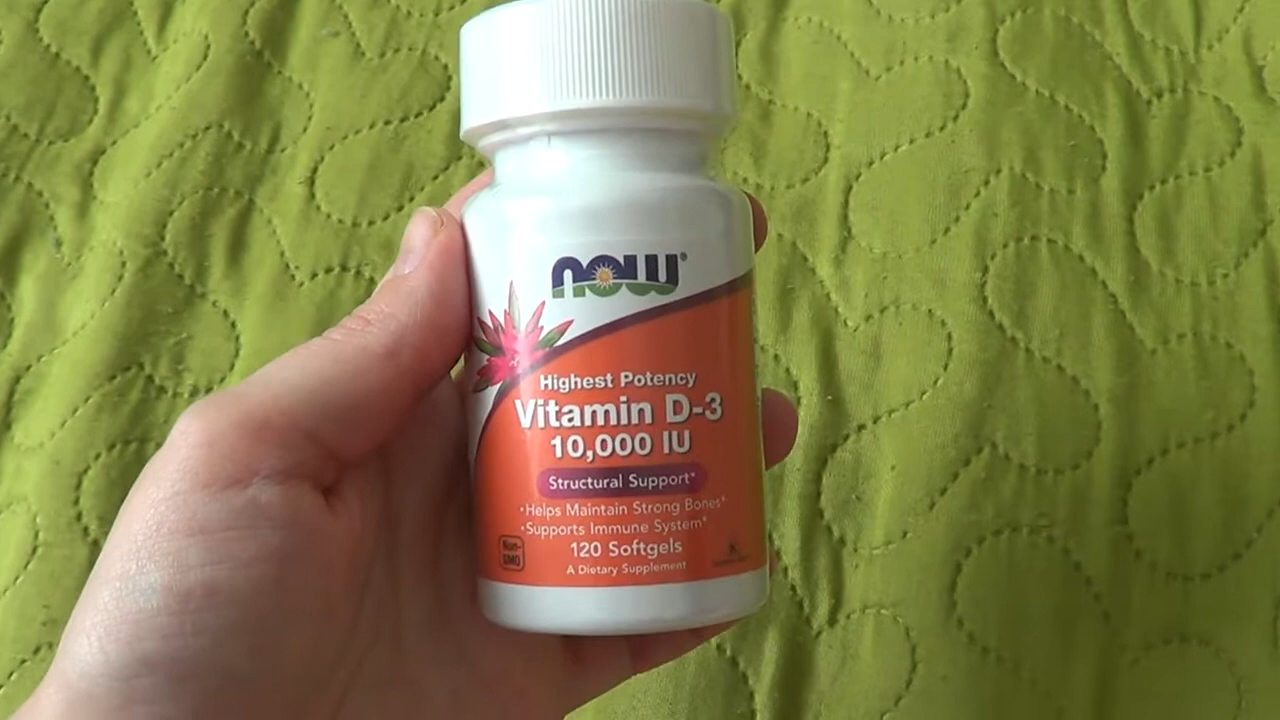 NOW®
Highest Potency
Vitamin D-3
10,000 IU
Structural Support*
•Helps Maintain Strong Bones*
•Supports Immune System*
Non-
GMO
120 Softgels
A Dietary Supplement